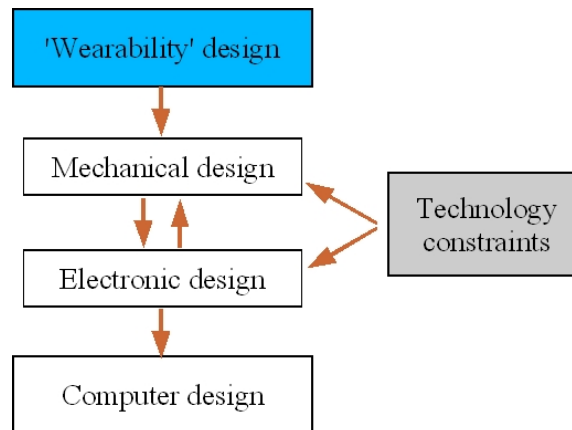 'Wearability' design
Mechanical design
Technology
constraints
Electronic design
Computer design